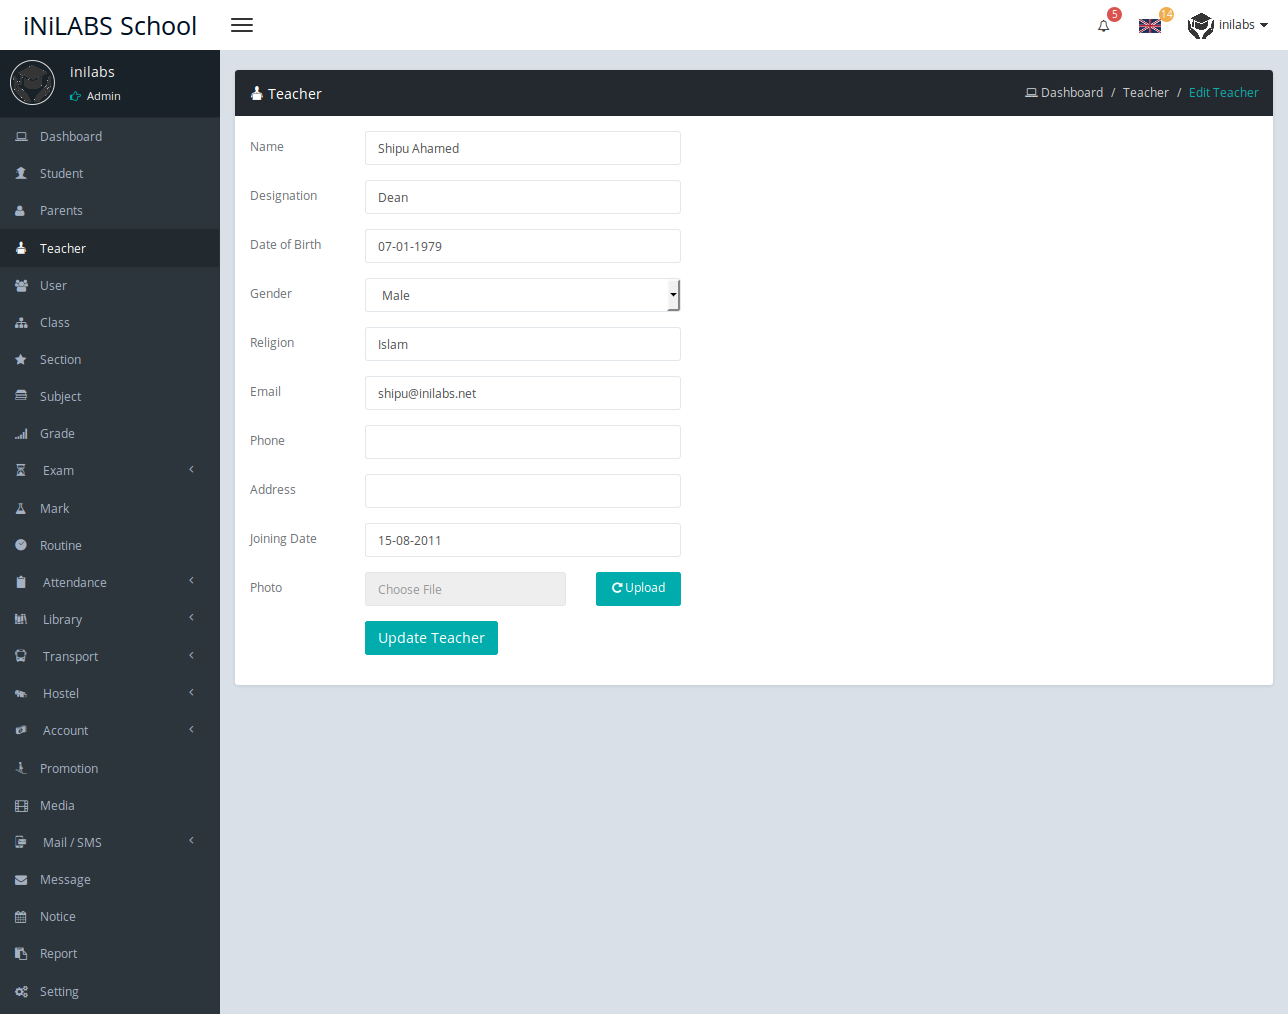 iNiLABS School
5
14
inilabs
inilabs
Admin
Dashboard
Student
Parents
Teacher
User
Class
Section
Subject
Grade
Exam
Mark
Routine
Attendance
Library
Transport
Hostel
Account
Promotion
Media
Mail / SMS
Message
Notice
Report
Setting
Teacher
Dashboard / Teacher / Edit Teacher
Name Shipu Ahamed
Designation Dean
Date of Birth 07-01-1979
Gender Male
Religion Islam
Email shipu@inilabs.net
Phone
Address
Joining Date 15-08-2011
Photo Choose File Upload
Update Teacher